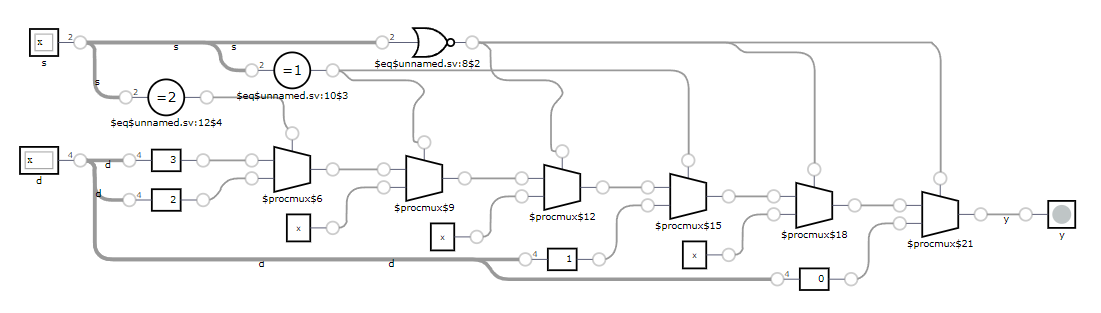 x
s
2
s
s
2
$eq$unnamed.sv:8$2
2
=1
$eq$unnamed.sv:10$3
s
2
=2
$eq$unnamed.sv:12$4
x
d
4
d
4
3
d
4
2
$procmux$6
x
$procmux$9
x
$procmux$12
$procmux$15
x
$procmux$18
$procmux$21
y
y
d
d
4
1
4
0